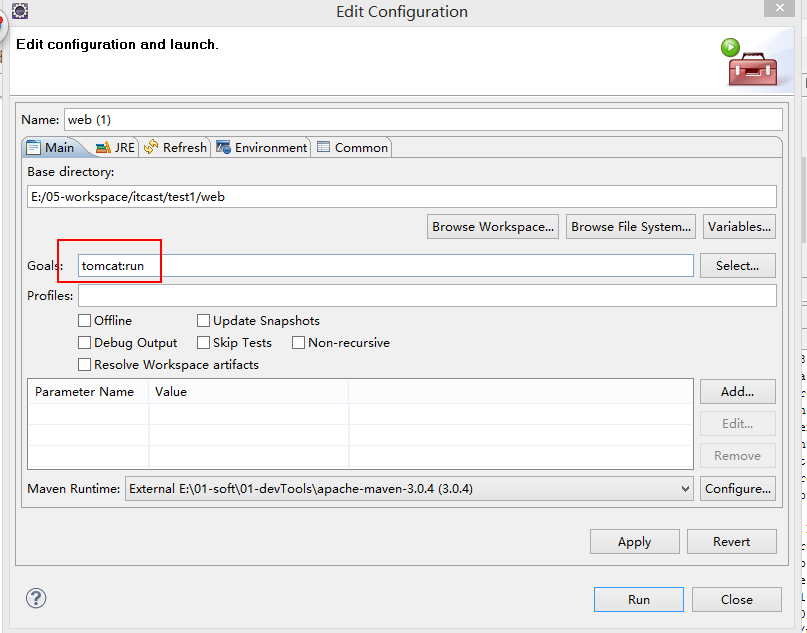 Edit Configuration
Edit configuration and launch.
Name: web (1)
Main JRE Refresh Environment Common
Base directory:
E:/05-workspace/itcast/test1/web
Browse Workspace... Browse File System... Variables...
Goals: tomcat:run Select...
Profiles:
Offline Update Snapshots
Debug Output Skip Tests Non-recursive
Resolve Workspace artifacts
Parameter Name Value
Add...
Edit...
Remove
Maven Runtime: External E:\01-soft\01-devTools\apache-maven-3.0.4 (3.0.4) Configure...
Apply Revert
Run Close